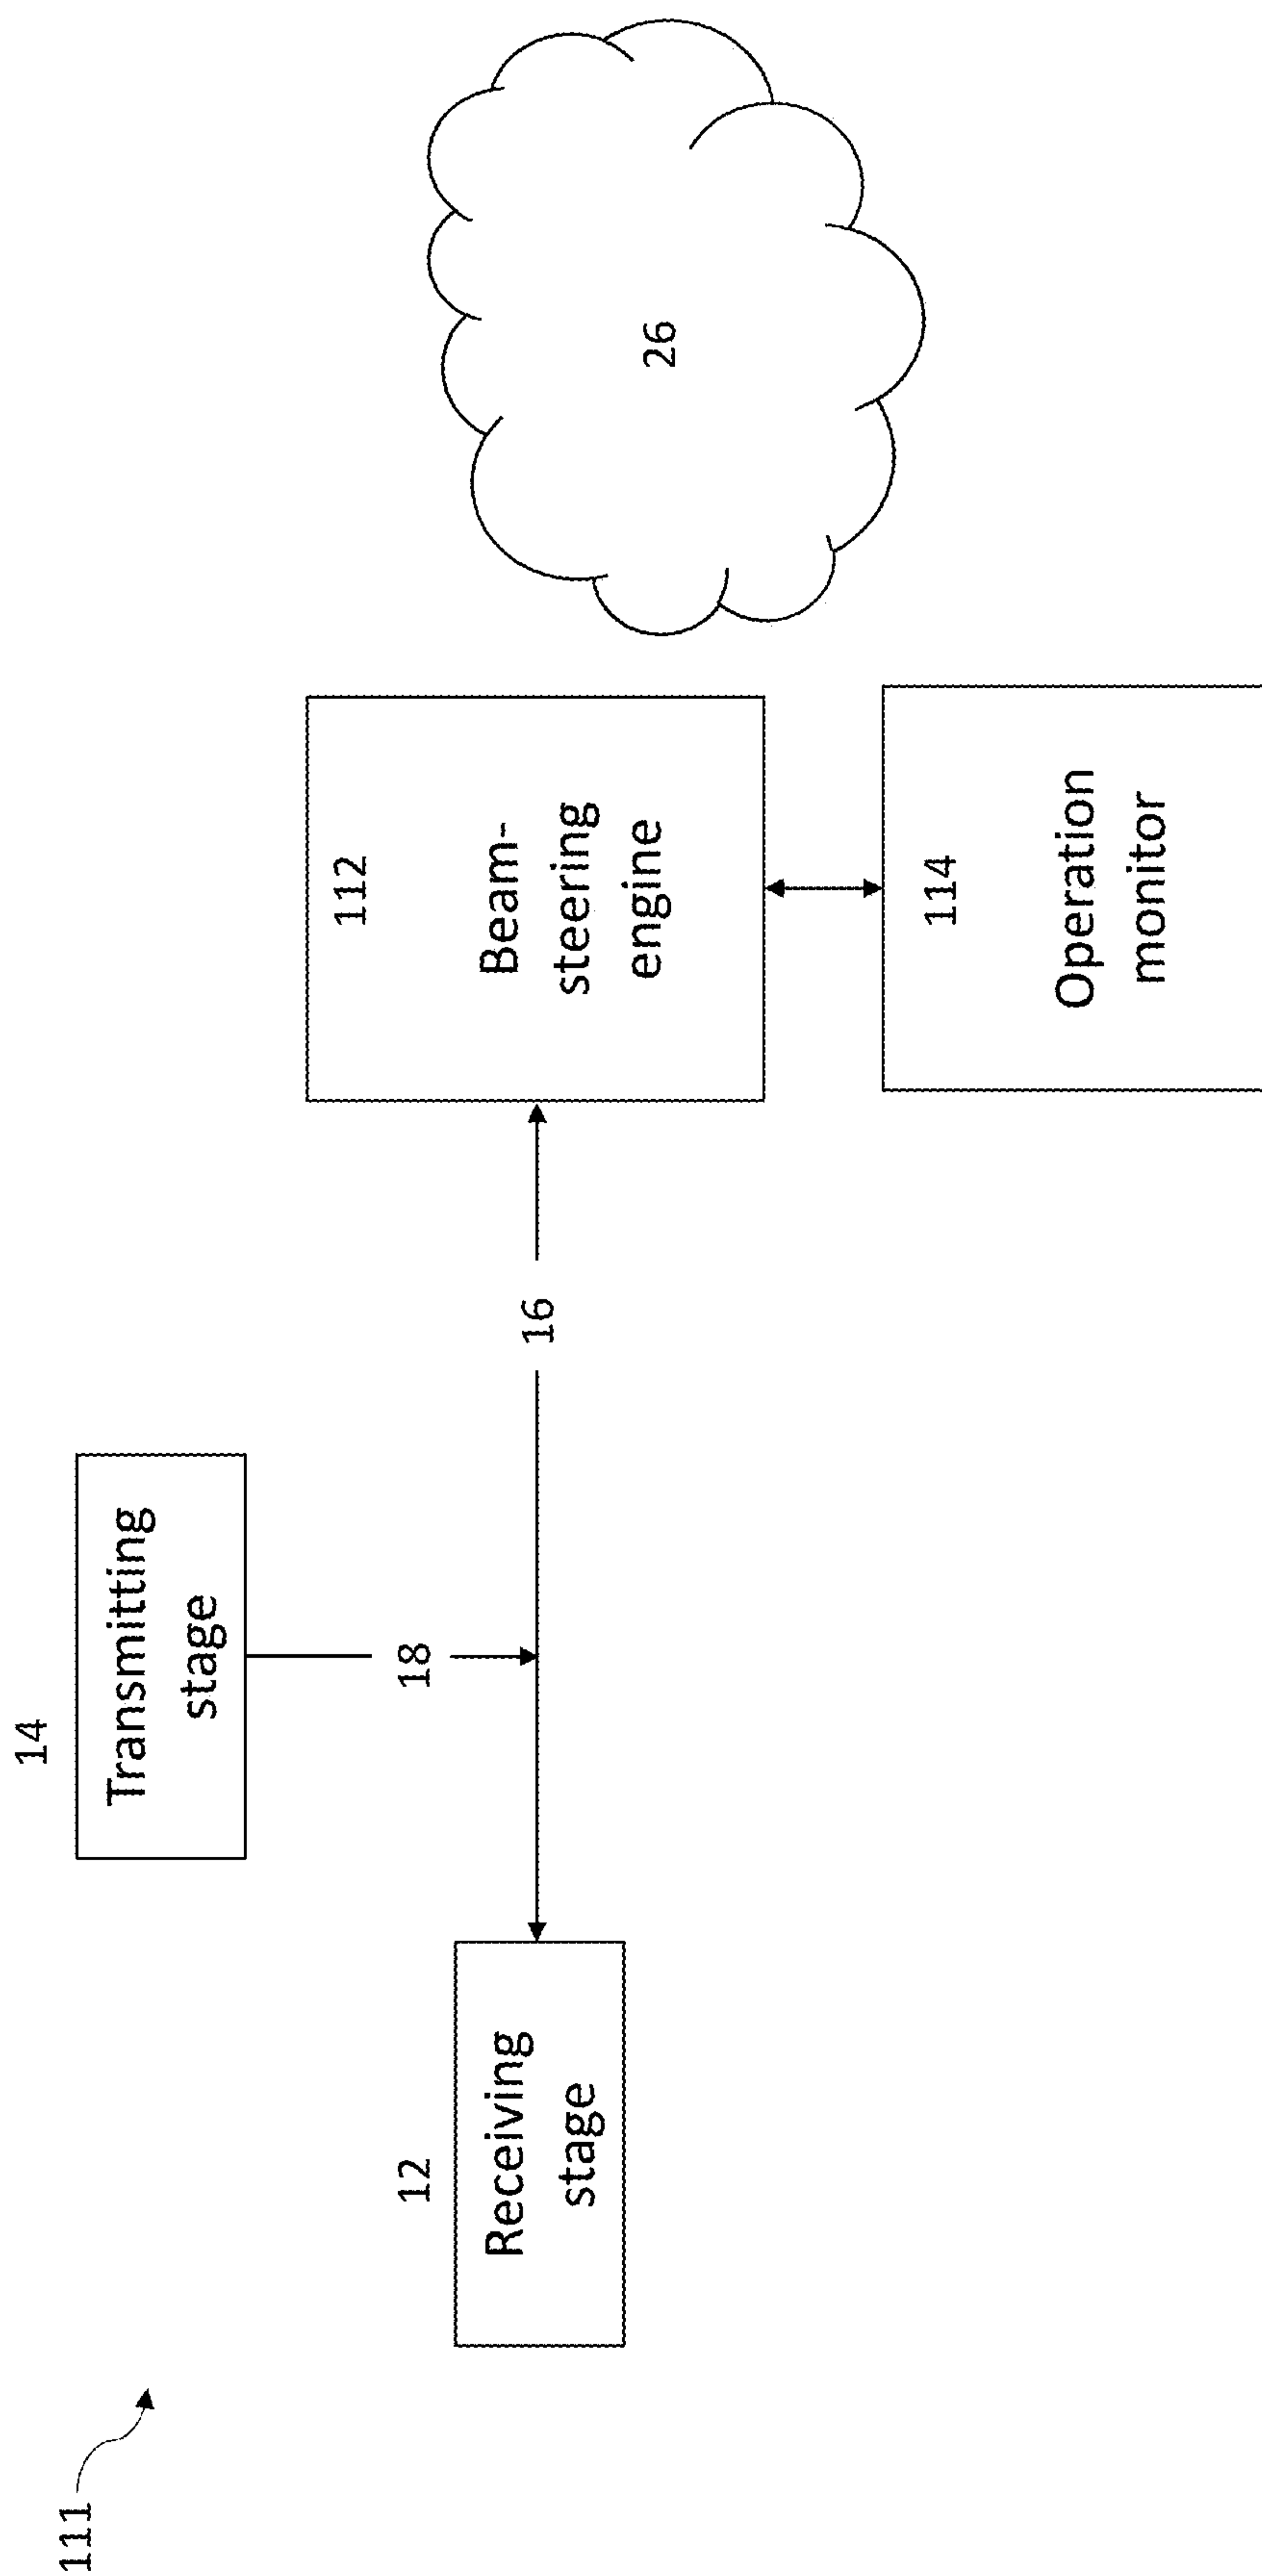 111
14
Transmitting
stage
18
12
Receiving
stage
16
112
Beam-
steering
engine
114
Operation
monitor
26